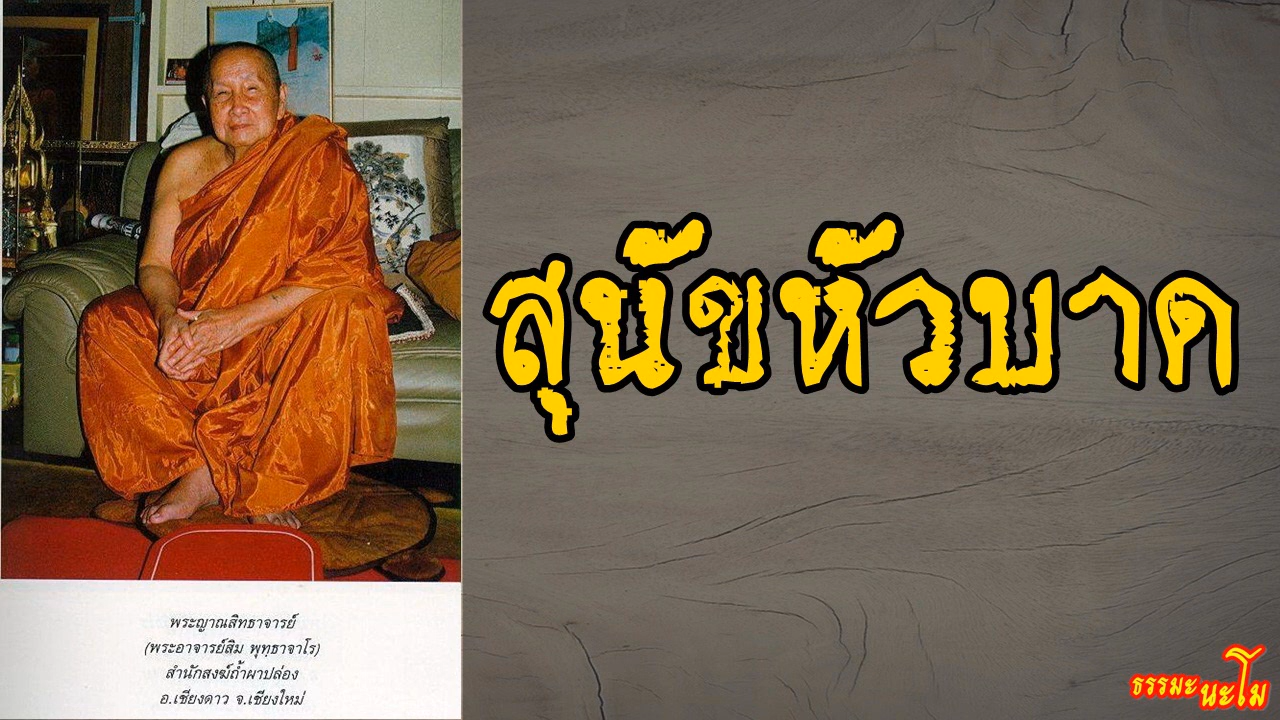 สุนัขหัวบาด
พระญาณสิทธาจารย์
(พระอาจารย์สิม พุทฺธาจาโร)
สำนักสงฆ์ถ้ำผาปล่อง
อ.เชียงดาว จ.เชียงใหม่
ธรรมะนะโม